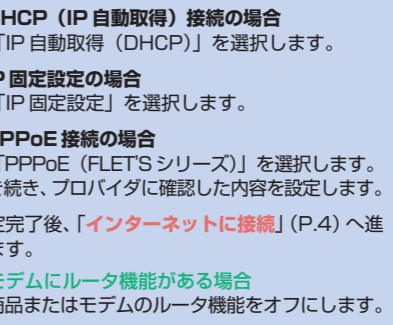 HCP（IP 自動取得）接続の場合
「IP 自動取得（DHCP）」を選択します。
P 固定設定の場合
「IP 固定設定」を選択します。
PPPoE 接続の場合
「PPPoE（FLET'S シリーズ）」を選択します。
き続き、プロバイダに確認した内容を設定します。
定完了後、「インターネットに接続」（P.4）へ進
ます。
モデムにルータ機能がある場合
商品またはモデムのルータ機能をオフにします。